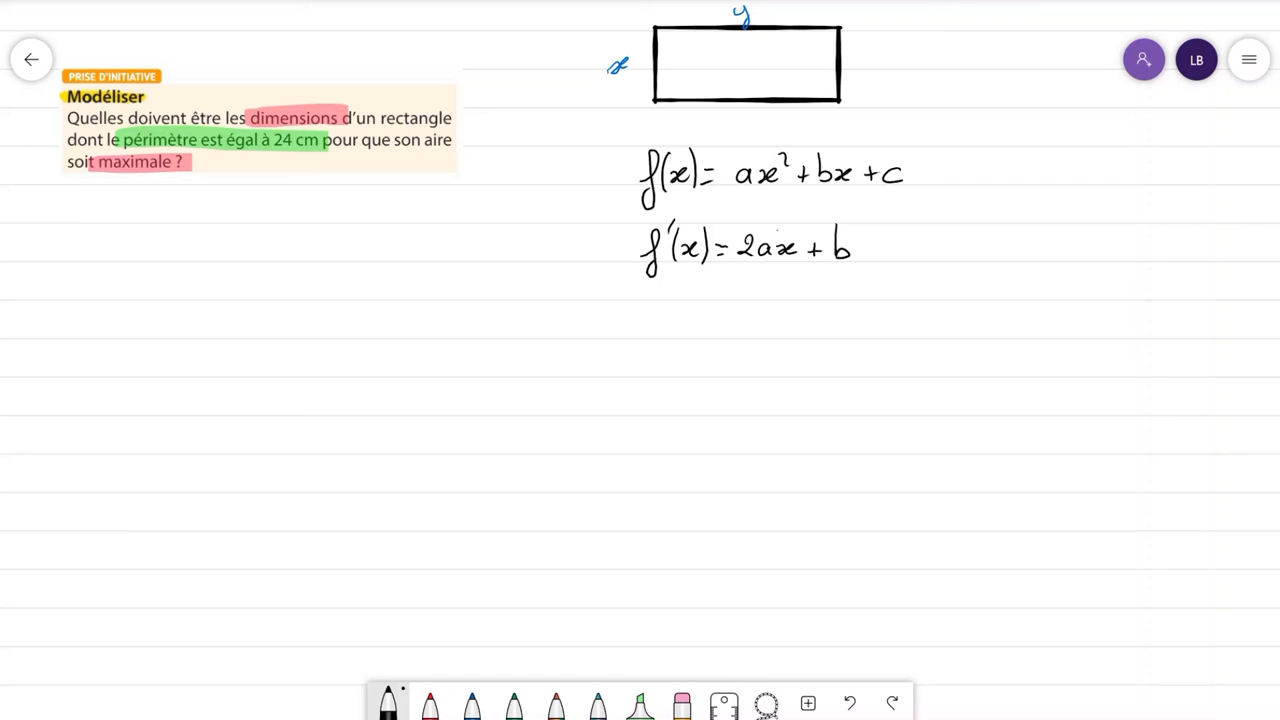 y
x
LB
PRISE D'INITIATIVE
Modéliser
Quelles doivent être les dimensions d'un rectangle
dont le périmètre est égal à 24 cm pour que son aire
soit maximale ?
f(x) = ax² + bx + c
f'(x) = 2ax + b